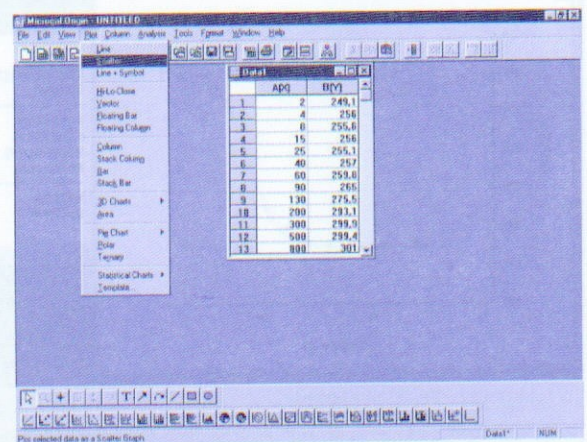 Microcal Origin - UNTITLED
File Edit View Plot Column Analysis Tools Format Window Help
Line
Scatter
Line + Symbol
Hi-Lo-Close
Vector
Floating Bar
Floating Column
Column
Stack Column
Bar
Stack Bar
3D Charts
Area
Pie Chart
Polar
Ternary
Statistical Charts
Template...
Data1
A[X] B[Y]
1 2 249,1
2 4 256
3 8 255,6
4 15 256
5 25 255,1
6 40 257
7 60 259,8
8 90 265
9 130 275,5
10 200 293,1
11 300 299,9
12 500 299,4
13 800 301
T
Plot selected data as a Scatter Graph
Data1* NUM